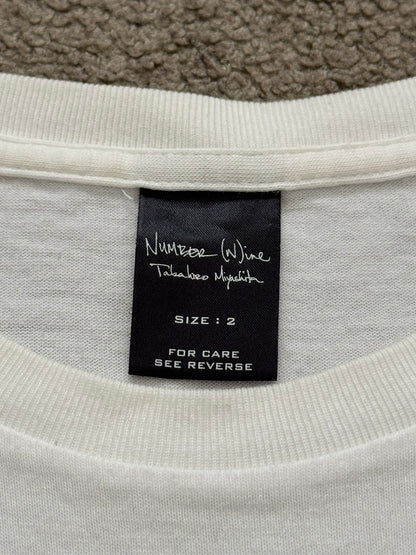 NUMBER (N)ine
Takahiro Miyashita
SIZE : 2
FOR CARE
SEE REVERSE